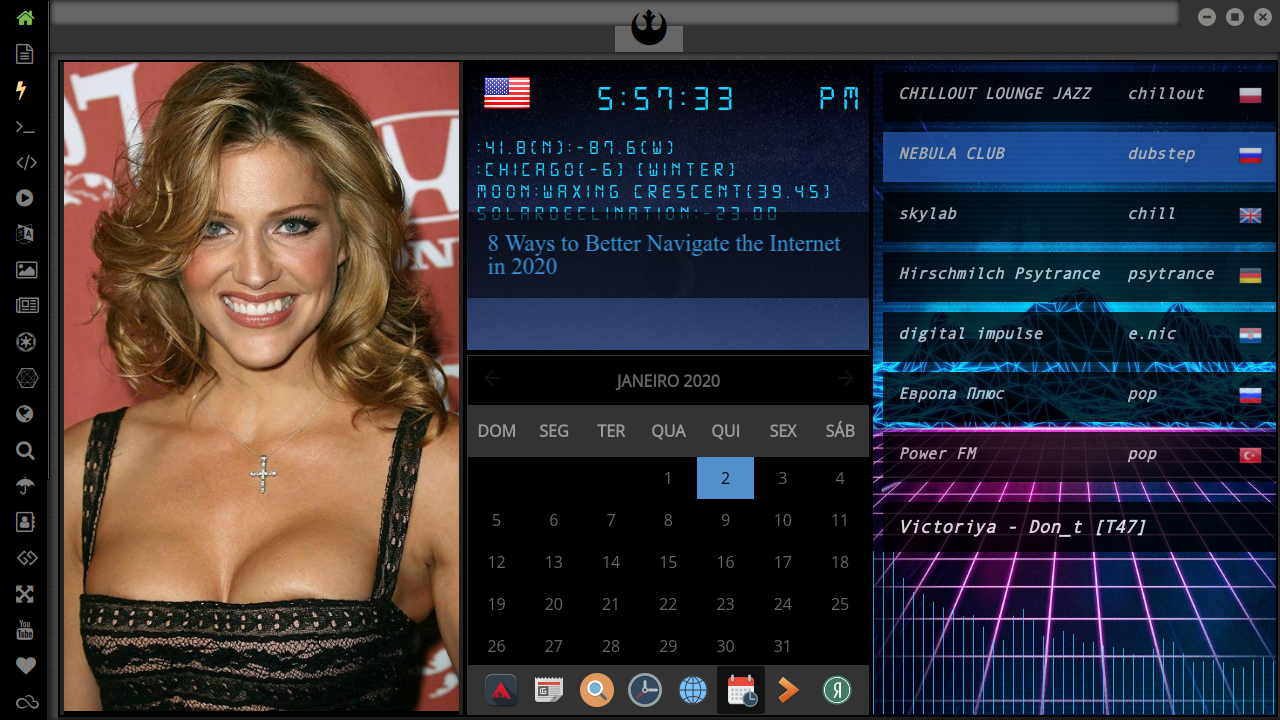 5:57:33 PM
:41.8(N):-87.6(W)
:CHICAGO(-6) (WINTER)
MOON:WAXING CRESCENT(39.45)
SOLARDECLINATION:-23.00
8 Ways to Better Navigate the Internet
in 2020
JANEIRO 2020
DOM SEG TER QUA QUI SEX SÁB
1 2 3 4
5 6 7 8 9 10 11
12 13 14 15 16 17 18
19 20 21 22 23 24 25
26 27 28 29 30 31
CHILLOUT LOUNGE JAZZ chillout
NEBULA CLUB dubstep
skylab chill
Hirschmilch Psytrance psytrance
digital impulse e.nic
Европа Плюс pop
Power FM pop
Victoriya - Don_t [T47]
You
Tube
Я